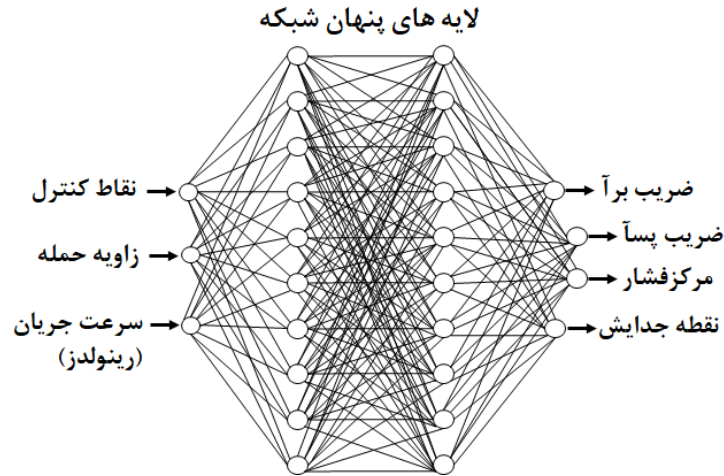 لایه های پنهان شبکه
نقاط کنترل
زاویه حمله
سرعت جریان
(رینولدز)
ضریب برآ
ضریب پسآ
مرکزفشار
نقطه جدایش